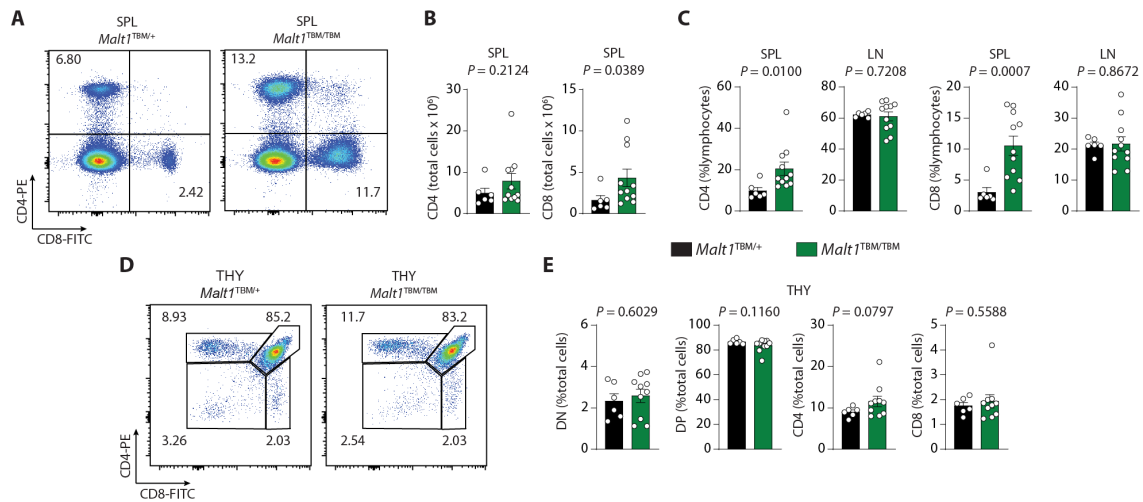 A
SPL
Malt1TBM/+
SPL
Malt1TBM/TBM
6.80
2.42
13.2
11.7
CD4-PE
CD8-FITC
B
SPL
P = 0.2124
CD4 (total cells x 10⁶)
30
20
10
0
SPL
P = 0.0389
CD8 (total cells x 10⁶)
15
10
5
0
C
SPL
P = 0.0100
CD4 (%lymphocytes)
60
40
20
0
LN
P = 0.7208
80
60
40
20
0
SPL
P = 0.0007
CD8 (%lymphocytes)
20
15
10
5
0
LN
P = 0.8672
40
30
20
10
0
Malt1TBM/+
Malt1TBM/TBM
D
THY
Malt1TBM/+
THY
Malt1TBM/TBM
8.93
85.2
3.26
2.03
11.7
83.2
2.54
2.03
CD4-PE
CD8-FITC
E
THY
P = 0.6029
DN (%total cells)
6
4
2
0
P = 0.1160
DP (%total cells)
100
80
60
40
20
0
P = 0.0797
CD4 (%total cells)
30
20
10
0
P = 0.5588
CD8 (%total cells)
5
4
3
2
1
0